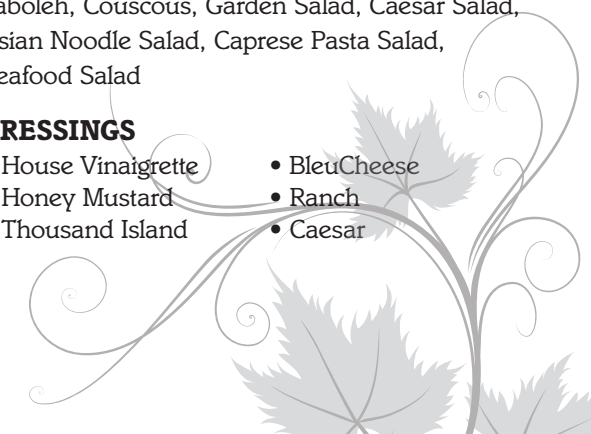 aboleh, Couscous, Garden Salad, Caesar Salad,
sian Noodle Salad, Caprese Pasta Salad,
eafood Salad
RESSINGS
House Vinaigrette • BleuCheese
Honey Mustard • Ranch
Thousand Island • Caesar